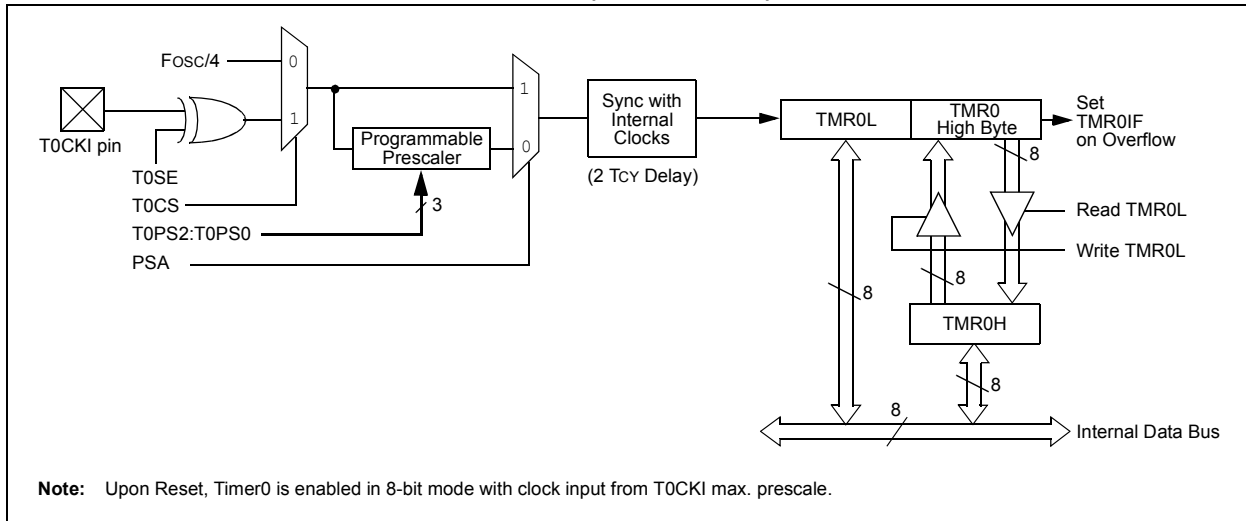 FOSC/4
0
1
T0CKI pin
T0SE
T0CS
T0PS2:T0PS0
PSA
Programmable
Prescaler
3
1
0
Sync with
Internal
Clocks
(2 TCY Delay)
TMR0L
TMR0
High Byte
Set
TMR0IF
on Overflow
8
Read TMR0L
Write TMR0L
8
8
TMR0H
8
8
Internal Data Bus
Note: Upon Reset, Timer0 is enabled in 8-bit mode with clock input from T0CKI max. prescale.